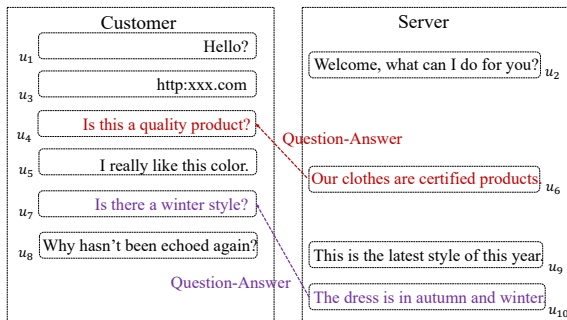 Customer
Server
u1
Hello?
Welcome, what can I do for you?
u2
u3
http:xxx.com
u4
Is this a quality product?
Question-Answer
u5
I really like this color.
Our clothes are certified products.
u6
u7
Is there a winter style?
u8
Why hasn't been echoed again?
This is the latest style of this year.
u9
Question-Answer
The dress is in autumn and winter.
u10